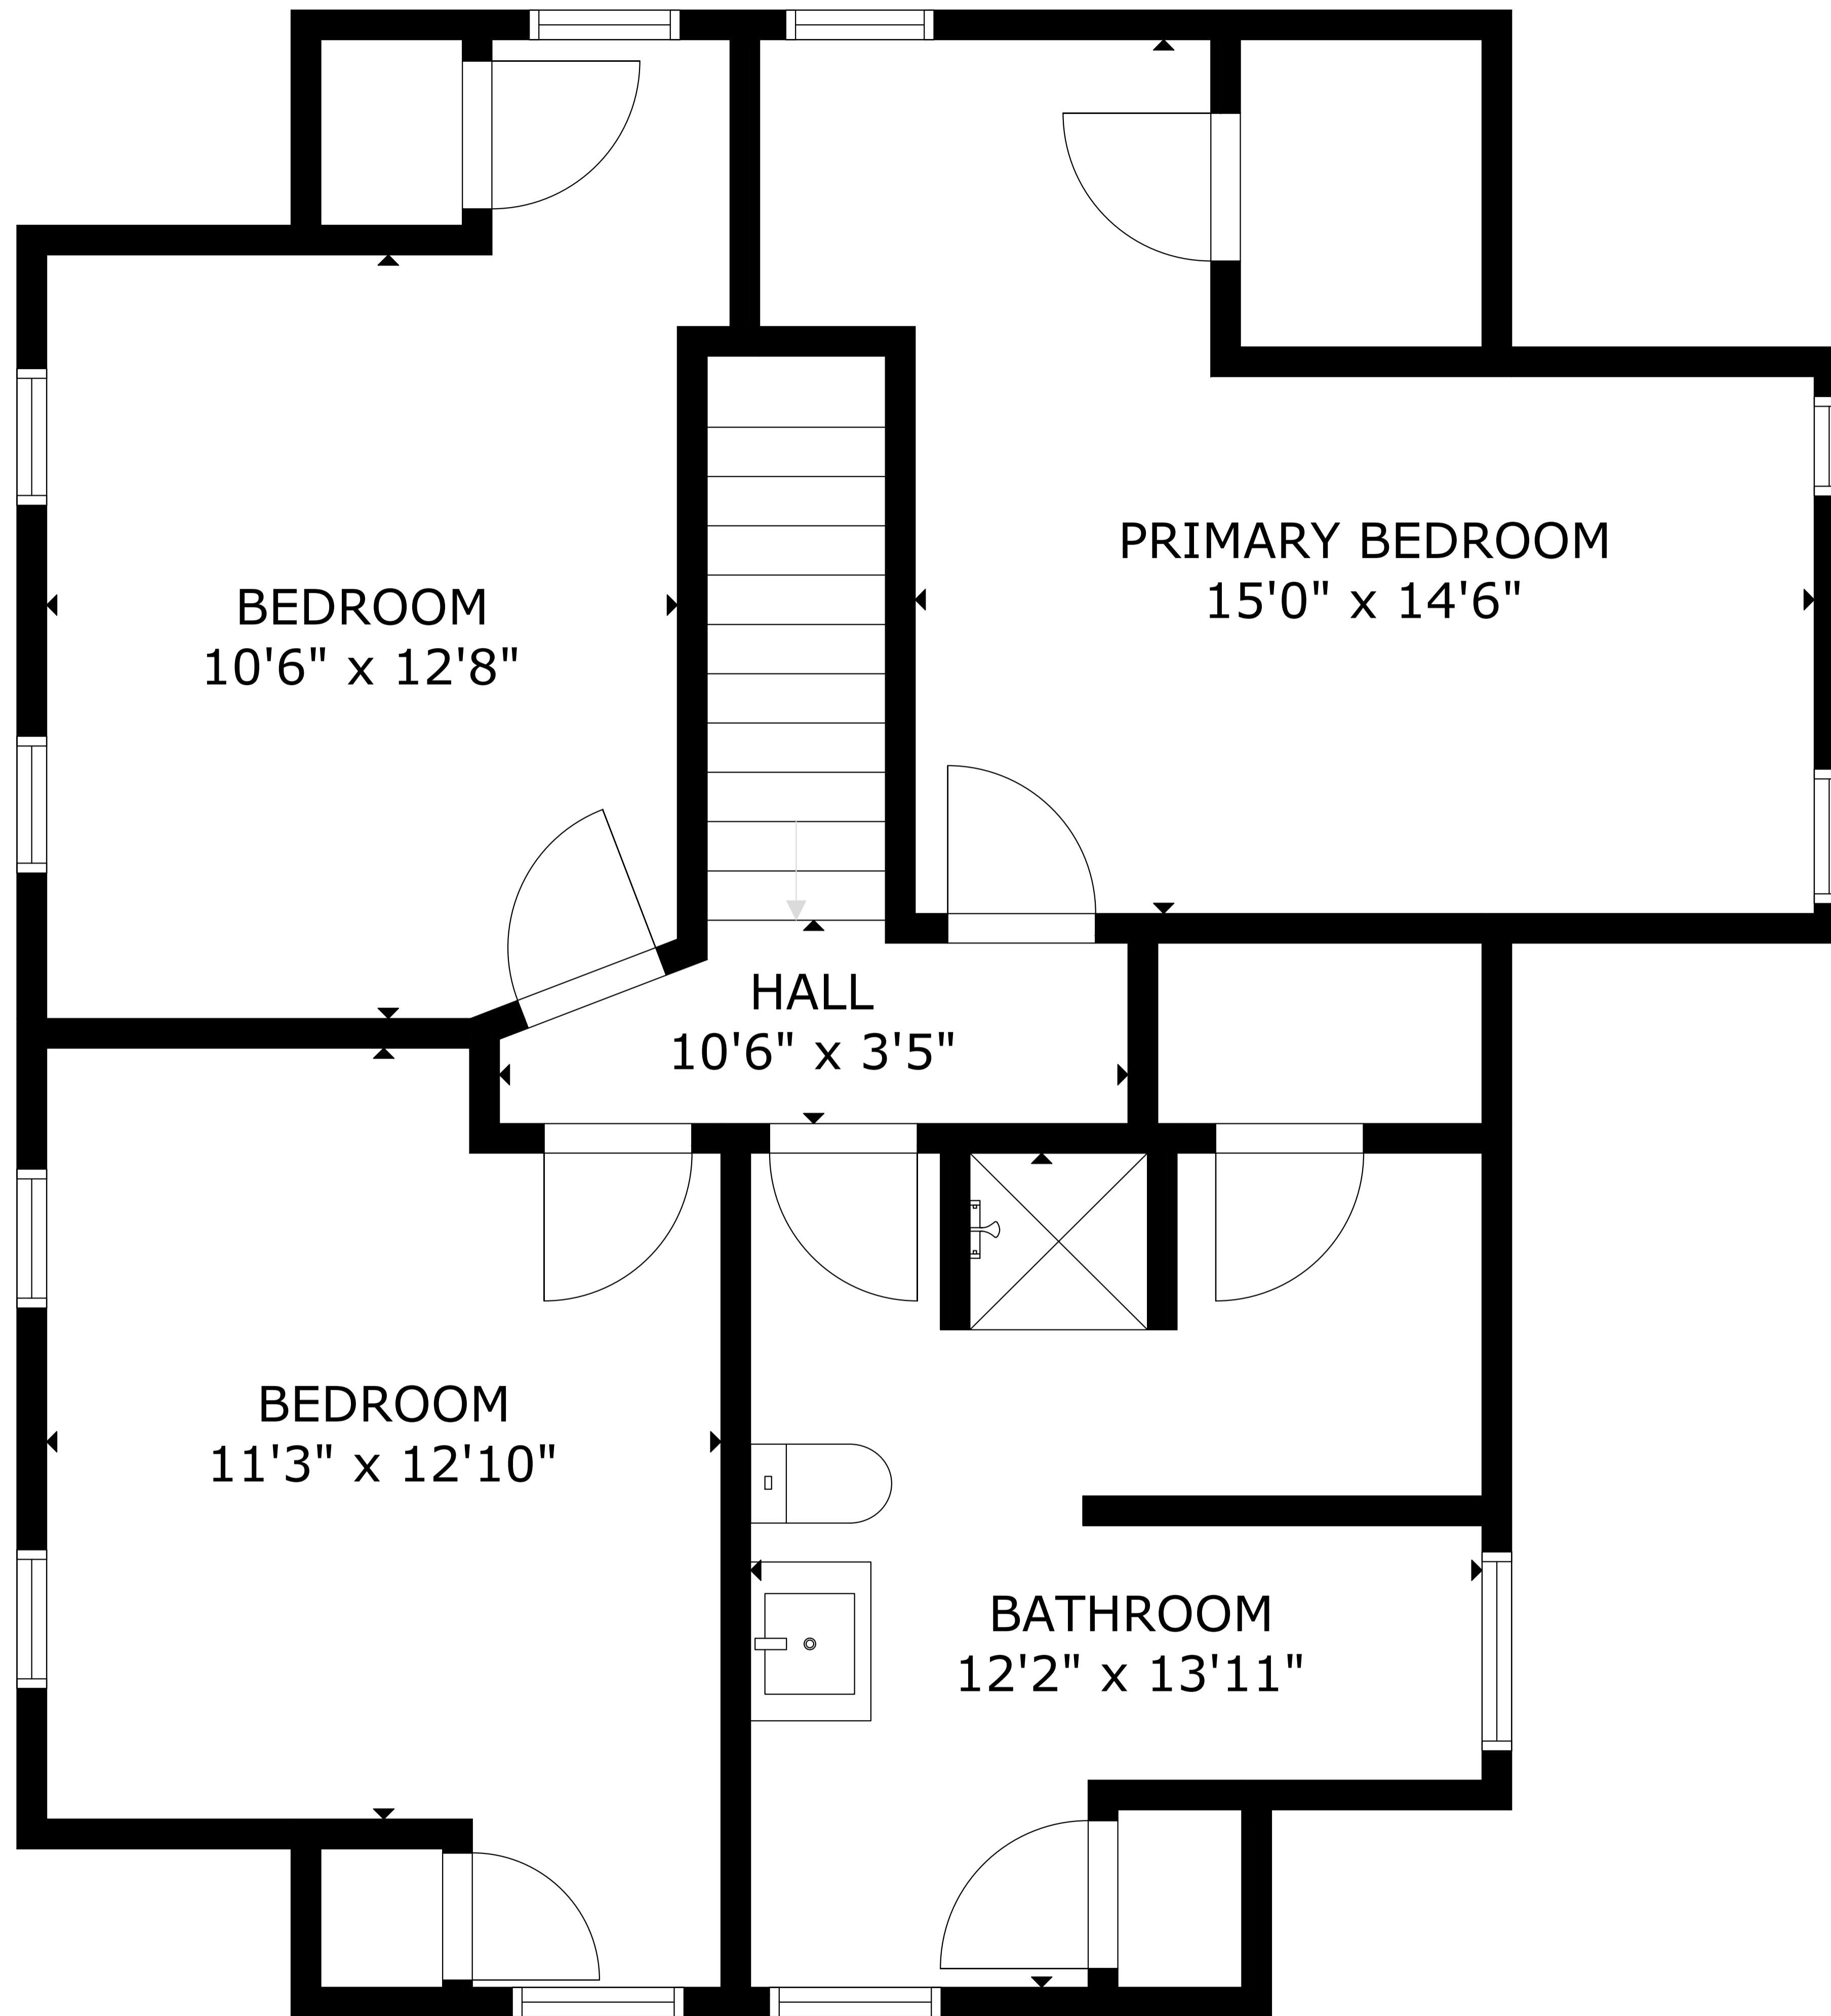 PRIMARY BEDROOM
15'0" x 14'6"
BEDROOM
10'6" x 12'8"
HALL
10'6" x 3'5"
BEDROOM
11'3" x 12'10"
BATHROOM
12'2" x 13'11"